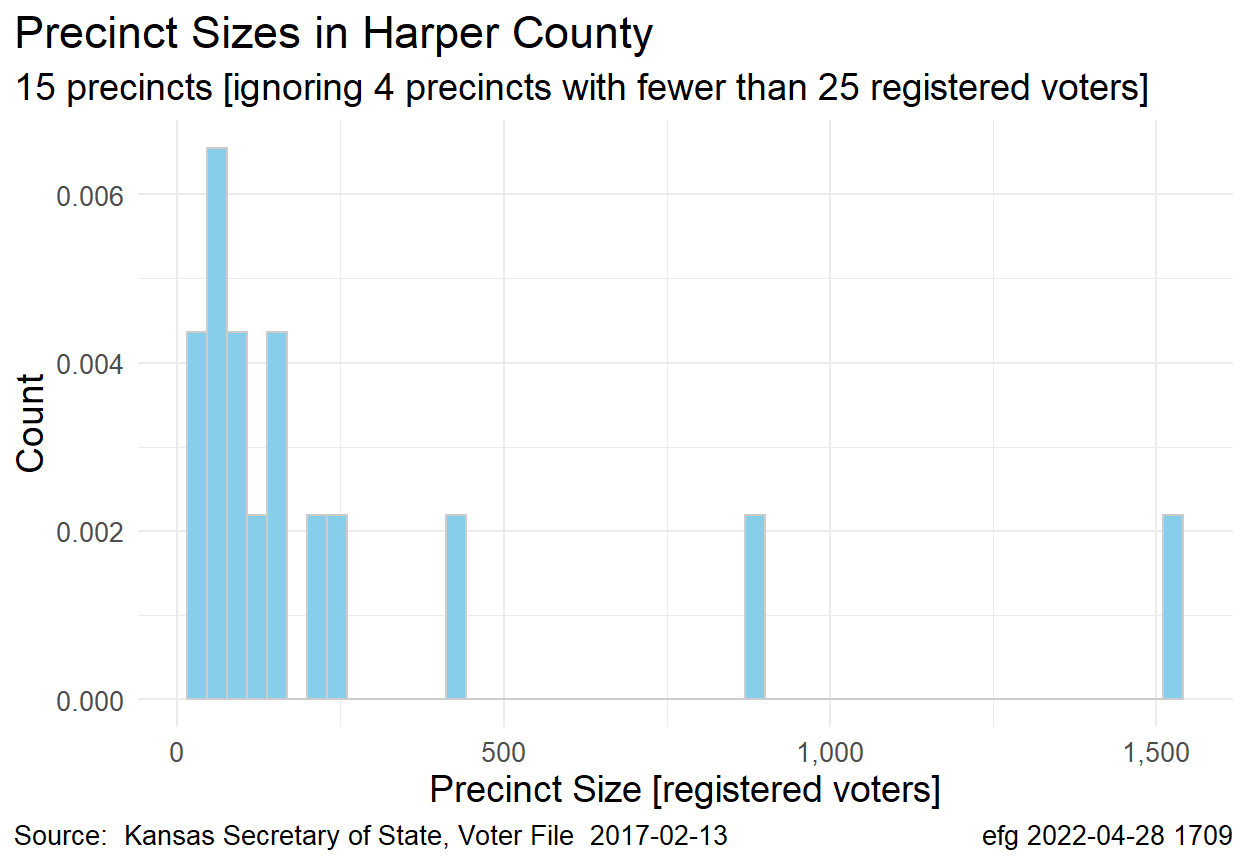 Precinct Sizes in Harper County
15 precincts [ignoring 4 precincts with fewer than 25 registered voters]
0.006
0.004
0.002
0.000
Count
0 500 1,000 1,500
Precinct Size [registered voters]
Source:  Kansas Secretary of State, Voter File  2017-02-13 efg 2022-04-28 1709